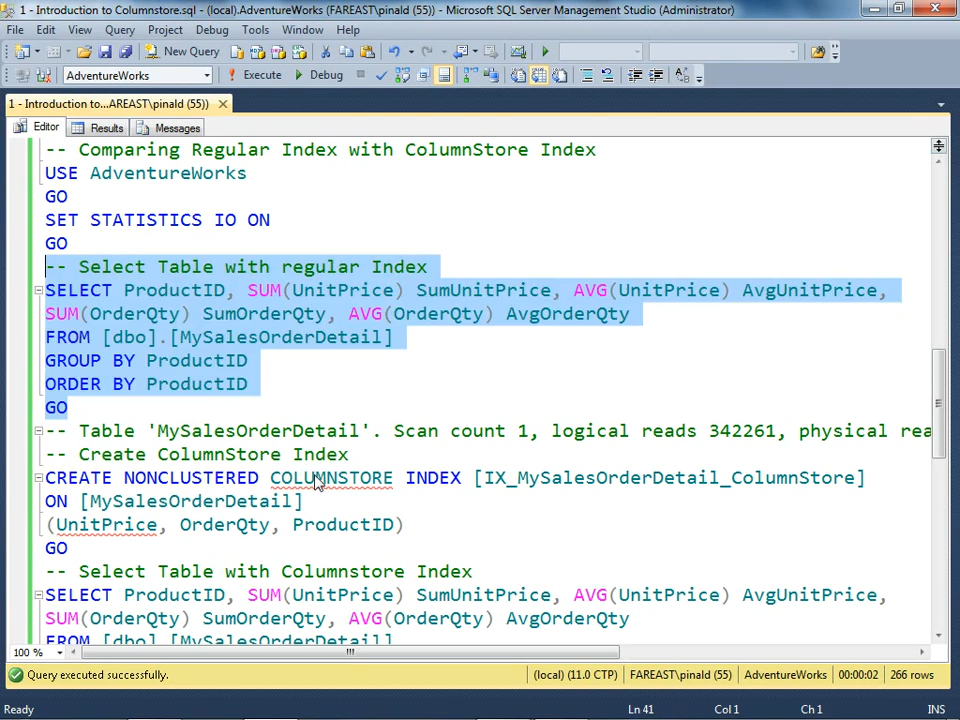 1 - Introduction to Columnstore.sql - (local).AdventureWorks (FAREAST\pinald (55)) - Microsoft SQL Server Management Studio (Administrator)
File Edit View Query Project Debug Tools Window Help
New Query
AdventureWorks Execute Debug
1 - Introduction to...AREAST\pinald (55))
Editor Results Messages
-- Comparing Regular Index with ColumnStore Index
USE AdventureWorks
GO
SET STATISTICS IO ON
GO
-- Select Table with regular Index
SELECT ProductID, SUM(UnitPrice) SumUnitPrice, AVG(UnitPrice) AvgUnitPrice,
SUM(OrderQty) SumOrderQty, AVG(OrderQty) AvgOrderQty
FROM [dbo].[MySalesOrderDetail]
GROUP BY ProductID
ORDER BY ProductID
GO
-- Table 'MySalesOrderDetail'. Scan count 1, logical reads 342261, physical rea
-- Create ColumnStore Index
CREATE NONCLUSTERED COLUMNSTORE INDEX [IX_MySalesOrderDetail_ColumnStore]
ON [MySalesOrderDetail]
(UnitPrice, OrderQty, ProductID)
GO
-- Select Table with Columnstore Index
SELECT ProductID, SUM(UnitPrice) SumUnitPrice, AVG(UnitPrice) AvgUnitPrice,
SUM(OrderQty) SumOrderQty, AVG(OrderQty) AvgOrderQty
FROM [dbo].[MySalesOrderDetail]
100 %
Query executed successfully. (local) (11.0 CTP) FAREAST\pinald (55) AdventureWorks 00:00:02 266 rows
Ready Ln 41 Col 1 Ch 1 INS